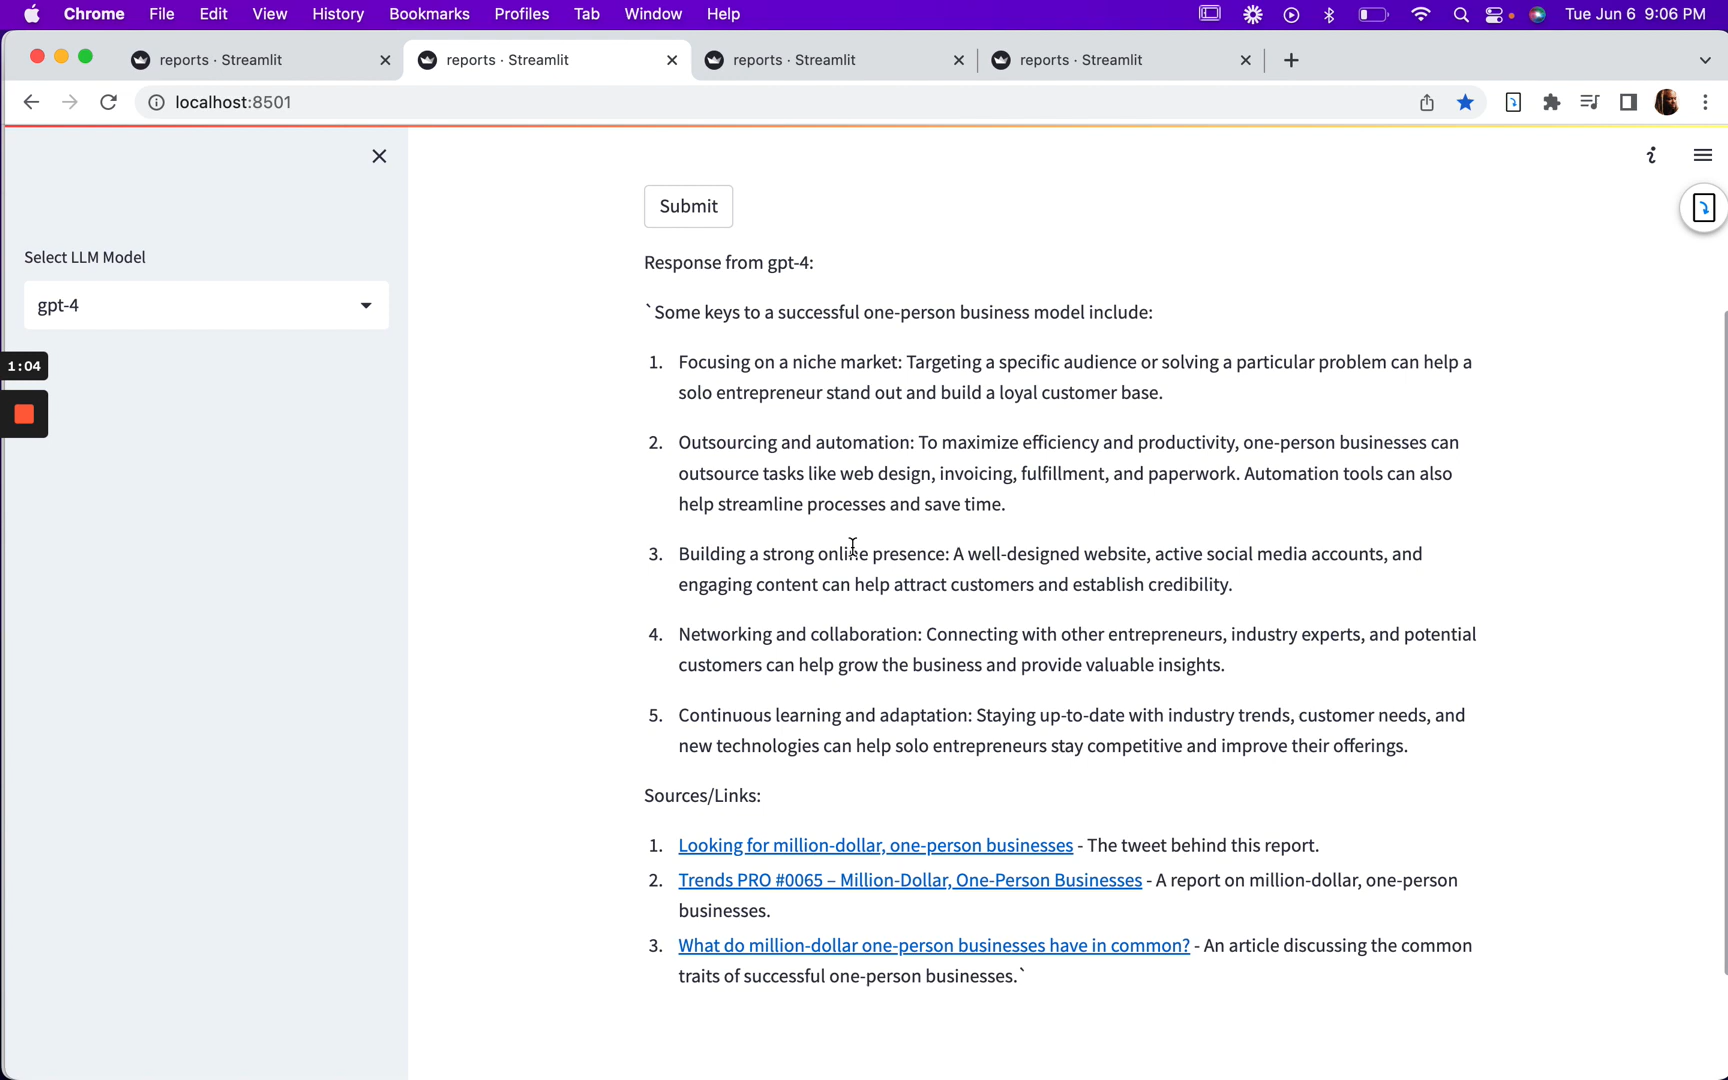 Chrome File Edit View History Bookmarks Profiles Tab Window Help Tue Jun 6 9:06 PM
reports · Streamlit reports · Streamlit reports · Streamlit reports · Streamlit
localhost:8501
Submit
Select LLM Model
gpt-4
1:04
Response from gpt-4:
`Some keys to a successful one-person business model include:
1. Focusing on a niche market: Targeting a specific audience or solving a particular problem can help a
solo entrepreneur stand out and build a loyal customer base.
2. Outsourcing and automation: To maximize efficiency and productivity, one-person businesses can
outsource tasks like web design, invoicing, fulfillment, and paperwork. Automation tools can also
help streamline processes and save time.
3. Building a strong online presence: A well-designed website, active social media accounts, and
engaging content can help attract customers and establish credibility.
4. Networking and collaboration: Connecting with other entrepreneurs, industry experts, and potential
customers can help grow the business and provide valuable insights.
5. Continuous learning and adaptation: Staying up-to-date with industry trends, customer needs, and
new technologies can help solo entrepreneurs stay competitive and improve their offerings.
Sources/Links:
1. Looking for million-dollar, one-person businesses - The tweet behind this report.
2. Trends PRO #0065 – Million-Dollar, One-Person Businesses - A report on million-dollar, one-person
businesses.
3. What do million-dollar one-person businesses have in common? - An article discussing the common
traits of successful one-person businesses.`